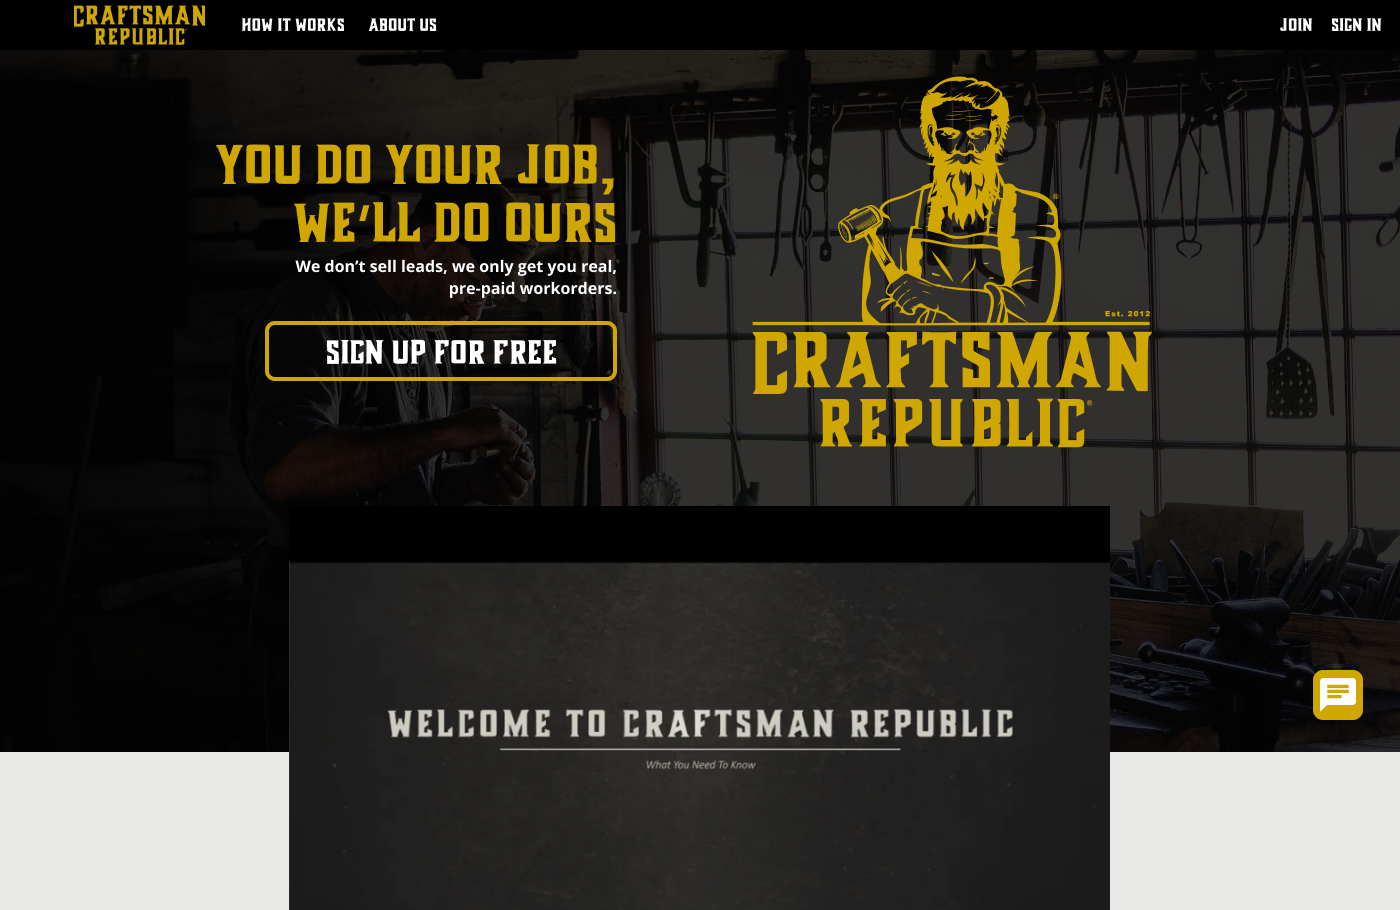 CRAFTSMAN
REPUBLIC
HOW IT WORKS
ABOUT US
JOIN
SIGN IN
YOU DO YOUR JOB,
WE'LL DO OURS
We don't sell leads, we only get you real,
pre-paid workorders.
SIGN UP FOR FREE
®
Est. 2012
CRAFTSMAN
REPUBLIC®
WELCOME TO CRAFTSMAN REPUBLIC
What You Need To Know